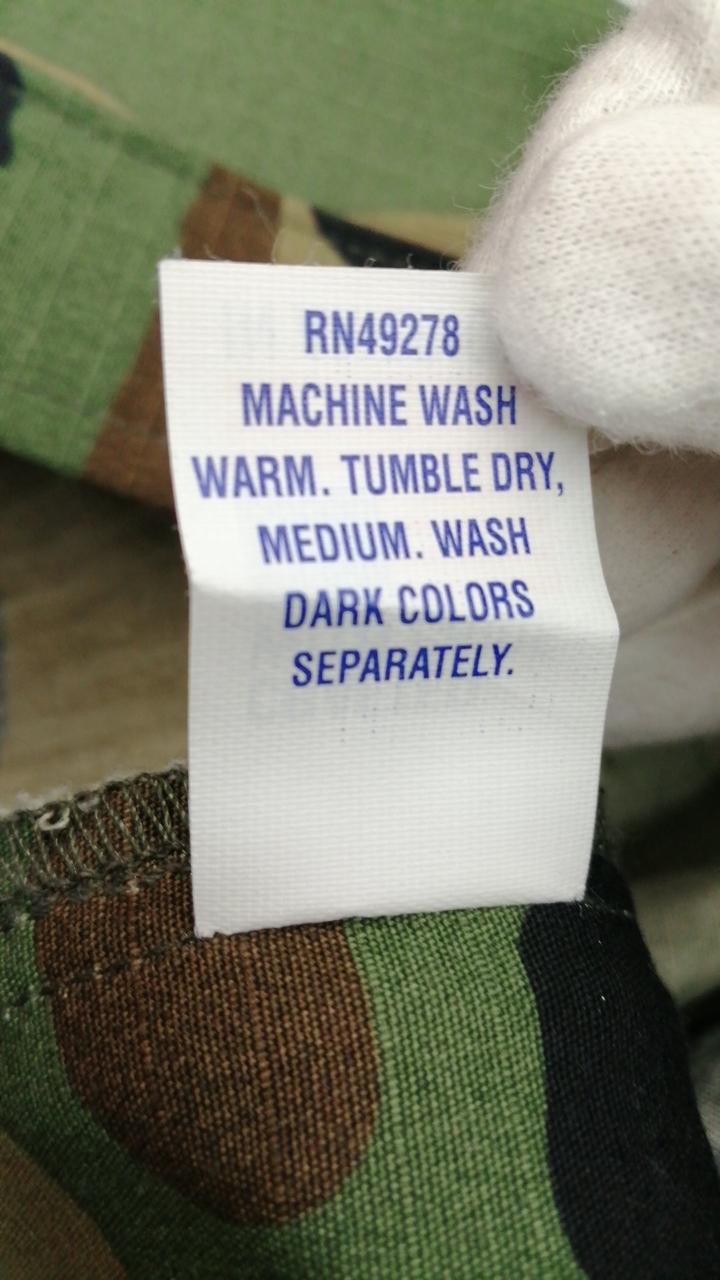 RN49278
MACHINE WASH
WARM. TUMBLE DRY,
MEDIUM. WASH
DARK COLORS
SEPARATELY.